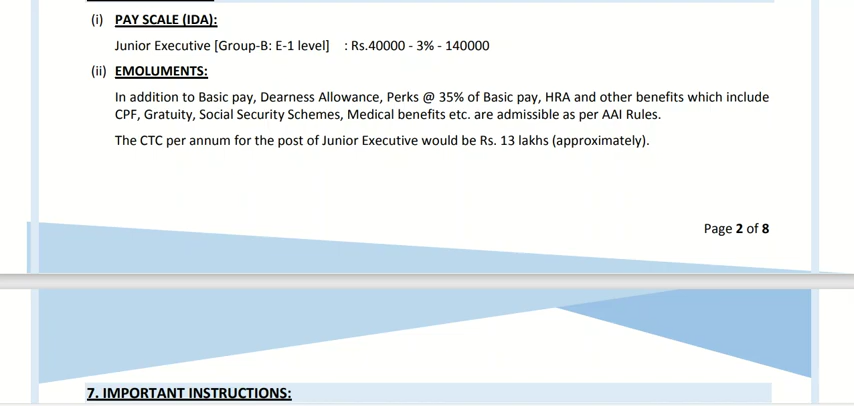 (i) PAY SCALE (IDA):
Junior Executive [Group-B: E-1 level] : Rs.40000 - 3% - 140000
(ii) EMOLUMENTS:
In addition to Basic pay, Dearness Allowance, Perks @ 35% of Basic pay, HRA and other benefits which include
CPF, Gratuity, Social Security Schemes, Medical benefits etc. are admissible as per AAI Rules.
The CTC per annum for the post of Junior Executive would be Rs. 13 lakhs (approximately).
Page 2 of 8
7. IMPORTANT INSTRUCTIONS: